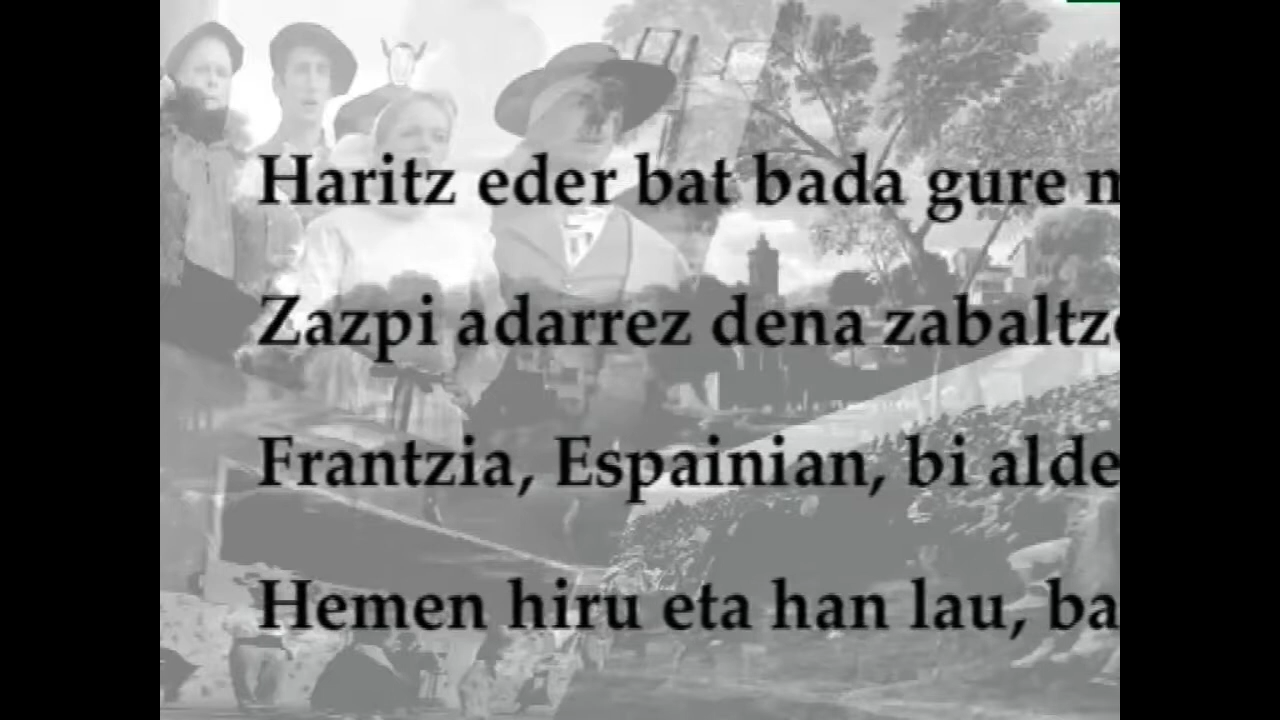 Haritz eder bat bada gure
Zazpi adarrez dena
Frantzia, Espainian, bi
Hemen hiru eta han lau,